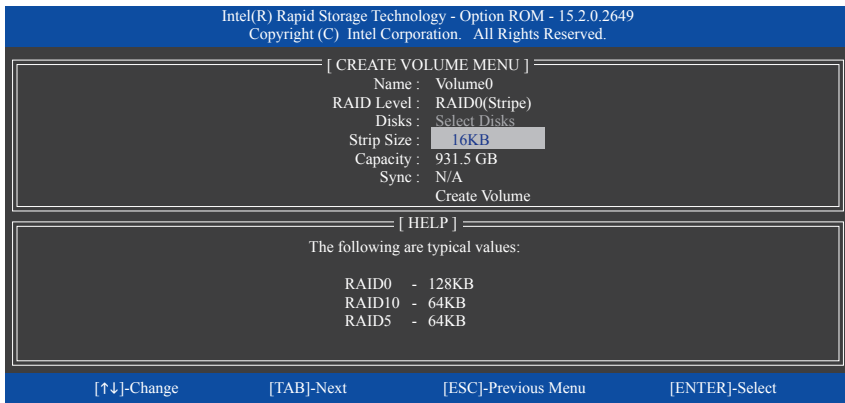 Intel(R) Rapid Storage Technology - Option ROM - 15.2.0.2649
Copyright (C) Intel Corporation. All Rights Reserved.
[ CREATE VOLUME MENU ]
Name : Volume0
RAID Level : RAID0(Stripe)
Disks : Select Disks
Strip Size : 16KB
Capacity : 931.5 GB
Sync : N/A
Create Volume
[ HELP ]
The following are typical values:
RAID0 - 128KB
RAID10 - 64KB
RAID5 - 64KB
[↑↓]-Change [TAB]-Next [ESC]-Previous Menu [ENTER]-Select